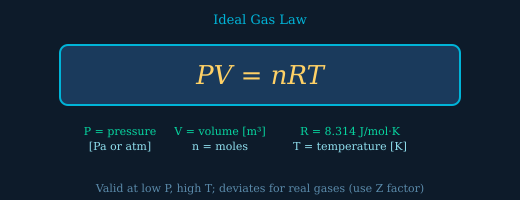 Ideal Gas Law
PV = nRT
P = pressure V = volume [m³] R = 8.314 J/mol·K
[Pa or atm] n = moles T = temperature [K]
Valid at low P, high T; deviates for real gases (use Z factor)